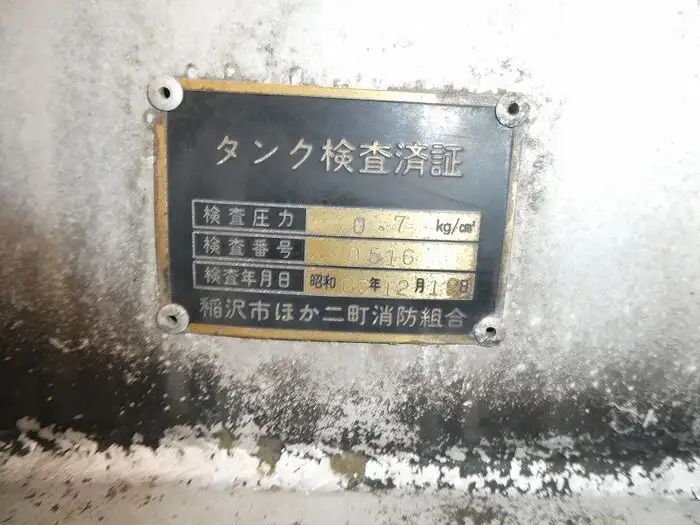 タンク検査済証
検査圧力 0.7 kg/cm²
検査番号 0516
検査年月日 昭和 年12月 日
稲沢市ほか二町消防組合